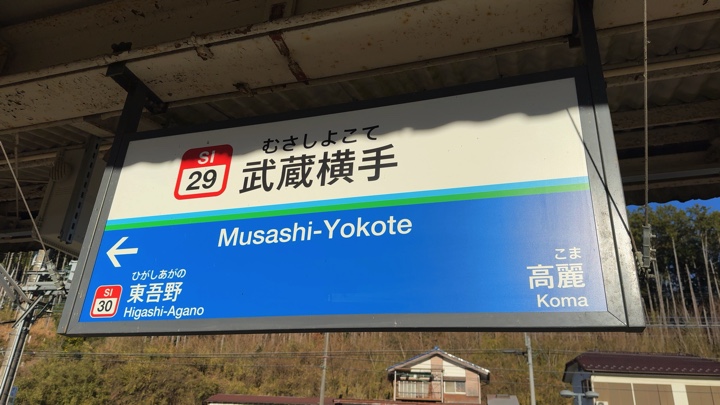 むさしよこて
SI
29
武蔵横手
Musashi-Yokote
←
ひがしあがの
SI
30
東吾野
Higashi-Agano
こま
高麗
Koma